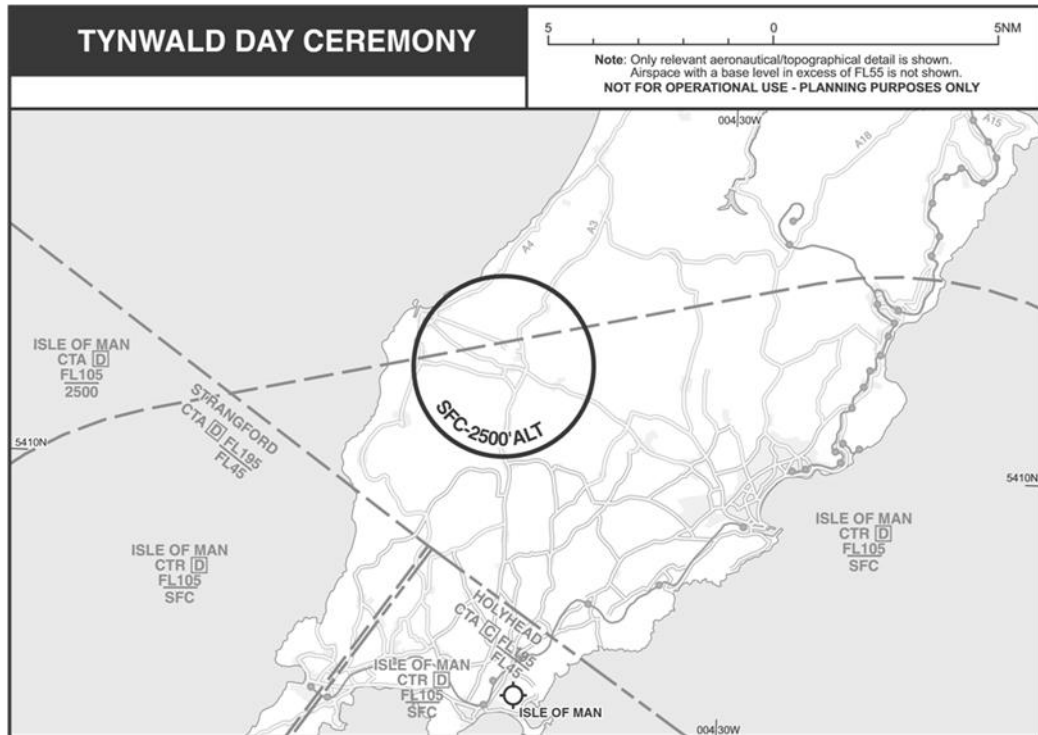 TYNWALD DAY CEREMONY
5 0 5NM
Note: Only relevant aeronautical/topographical detail is shown.
Airspace with a base level in excess of FL55 is not shown.
NOT FOR OPERATIONAL USE - PLANNING PURPOSES ONLY
004 30W
A15
A18
A4
A3
ISLE OF MAN
CTA D
FL105
2500
STRANGFORD
CTA D FL195
FL45
SFC-2500'ALT
5410N
5410N
ISLE OF MAN
CTR D
FL105
SFC
ISLE OF MAN
CTR D
FL105
SFC
HOLYHEAD
CTA C FL195
FL45
ISLE OF MAN
CTR D
FL105
SFC
ISLE OF MAN
004 30W